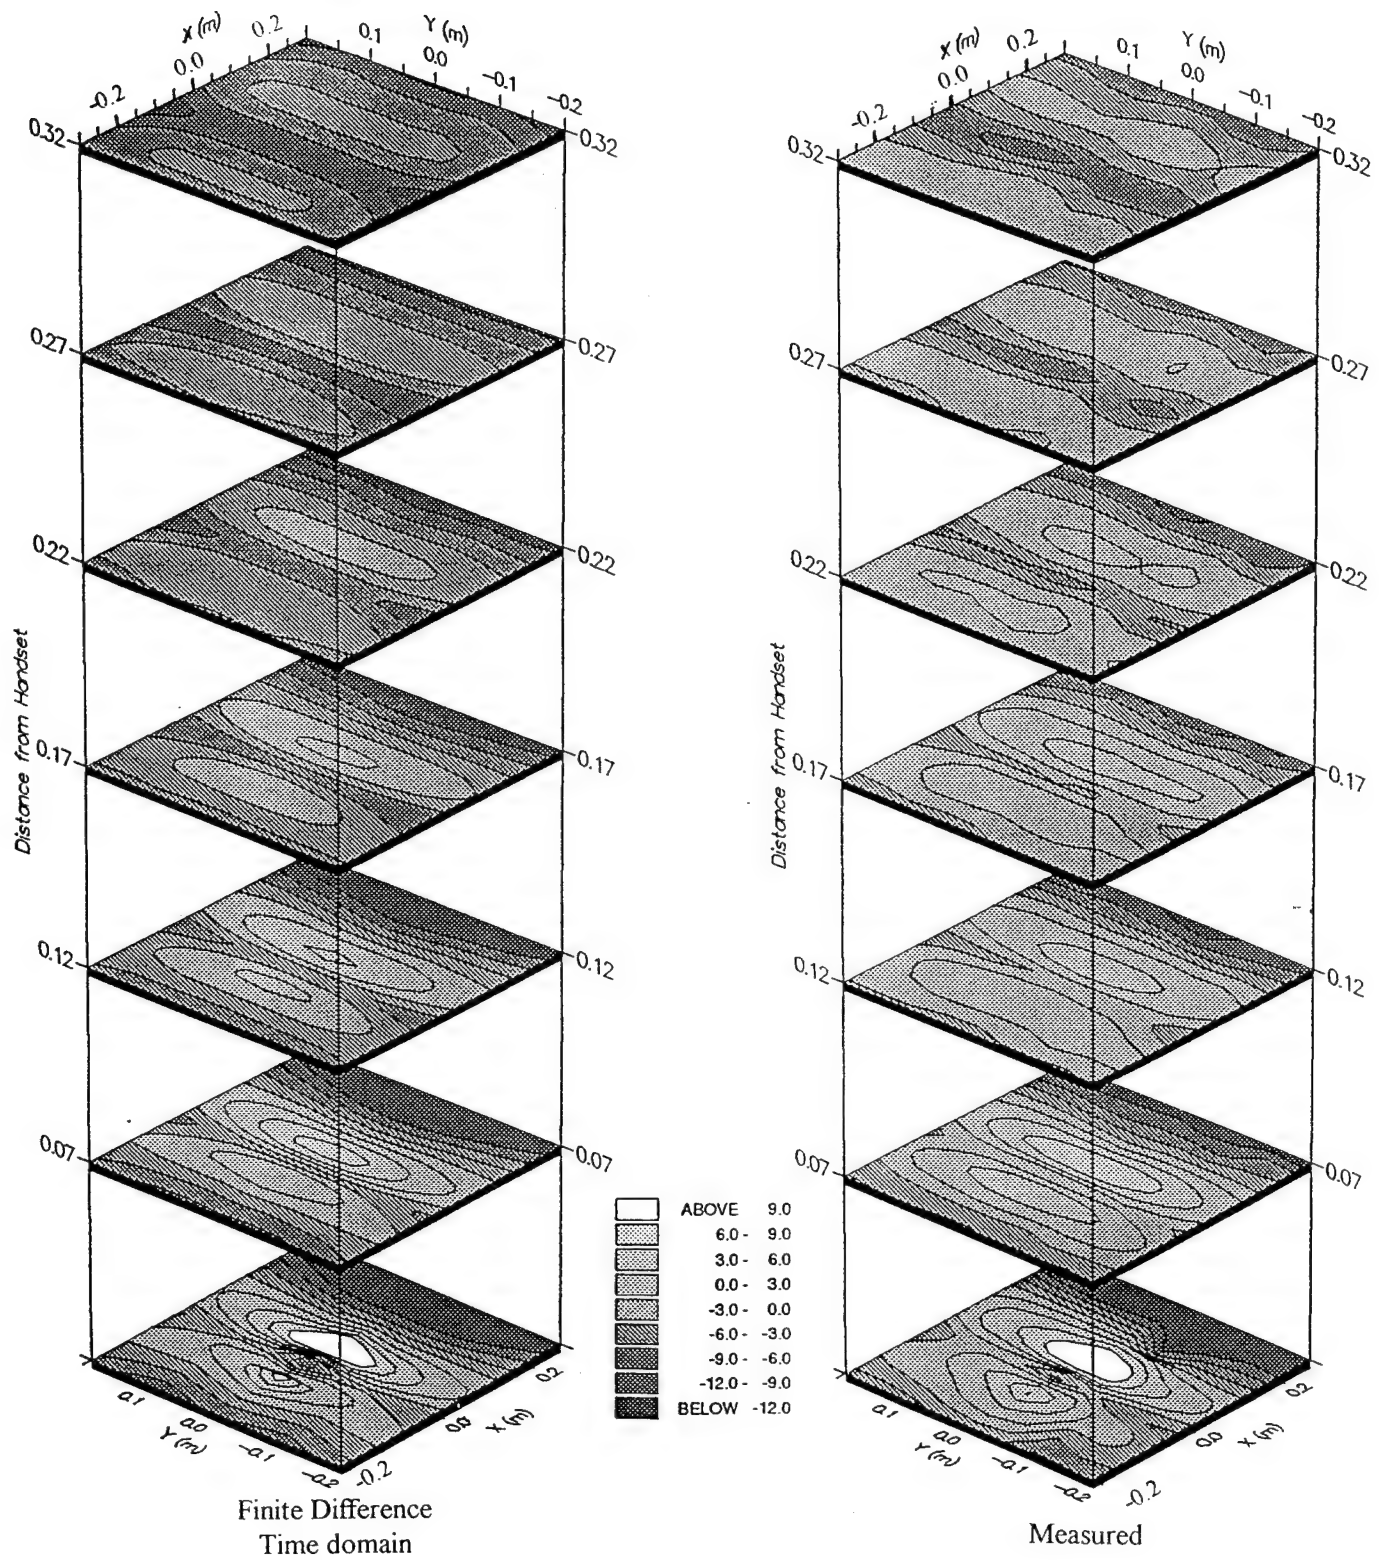 X (m)
0.2
0.0
-0.2
Y (m)
0.1
0.0
-0.1
-0.2
0.32
0.32
0.27
0.27
0.22
0.22
0.17
0.17
0.12
0.12
0.07
0.07
Distance from Handset
0.1
0.0
-0.1
-0.2
Y (m)
-0.2
0.0
0.2
X (m)
Finite Difference
Time domain
ABOVE 9.0
6.0 - 9.0
3.0 - 6.0
0.0 - 3.0
-3.0 - 0.0
-6.0 - -3.0
-9.0 - -6.0
-12.0 - -9.0
BELOW -12.0
X (m)
0.2
0.0
-0.2
Y (m)
0.1
0.0
-0.1
-0.2
0.32
0.32
0.27
0.27
0.22
0.22
0.17
0.17
0.12
0.12
0.07
0.07
Distance from Handset
0.1
0.0
-0.1
-0.2
Y (m)
-0.2
0.0
0.2
X (m)
Measured